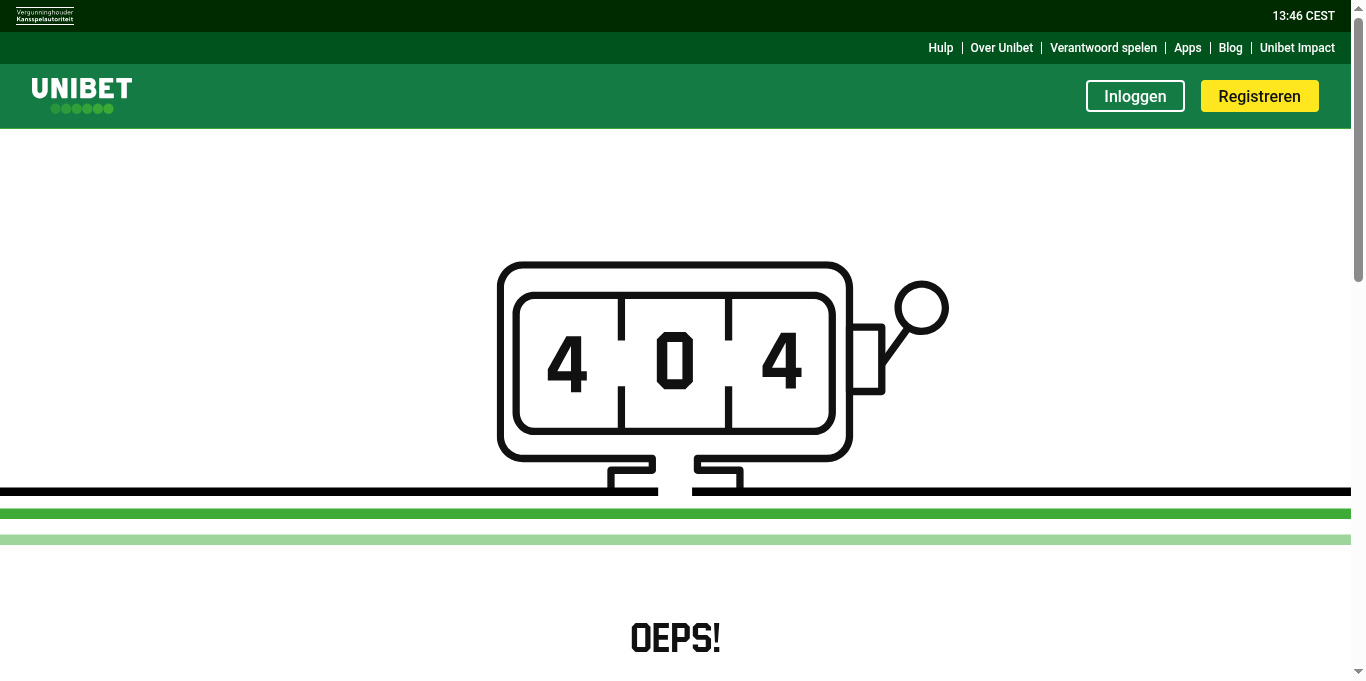 Vergunninghouder
Kansspelautoriteit
13:46 CEST
Hulp
Over Unibet
Verantwoord spelen
Apps
Blog
Unibet Impact
UNIBET
Inloggen
Registreren
4 0 4
OEPS!